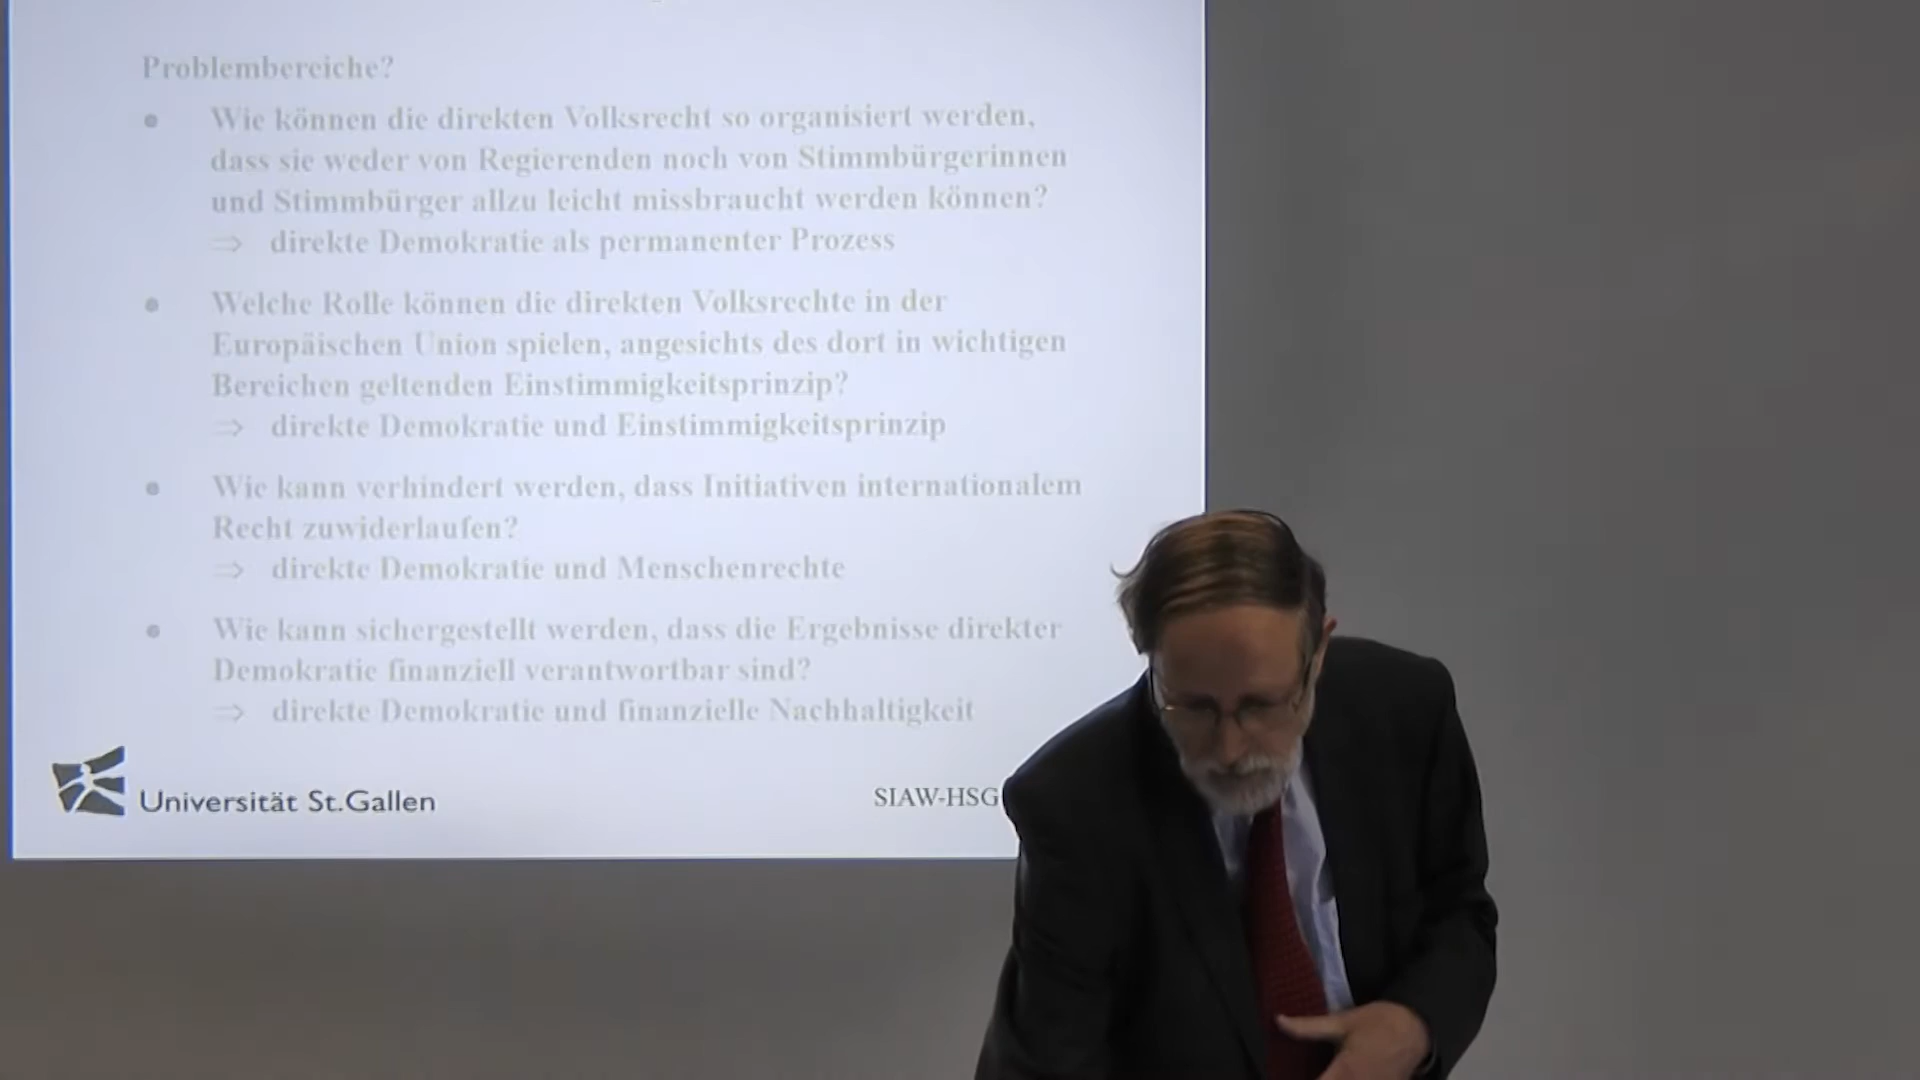 Problembereiche?
• Wie können die direkten Volksrecht so organisiert werden,
dass sie weder von Regierenden noch von Stimmbürgerinnen
und Stimmbürger allzu leicht missbraucht werden können?
⇒ direkte Demokratie als permanenter Prozess
• Welche Rolle können die direkten Volksrechte in der
Europäischen Union spielen, angesichts des dort in wichtigen
Bereichen geltenden Einstimmigkeitsprinzip?
⇒ direkte Demokratie und Einstimmigkeitsprinzip
• Wie kann verhindert werden, dass Initiativen internationalem
Recht zuwiderlaufen?
⇒ direkte Demokratie und Menschenrechte
• Wie kann sichergestellt werden, dass die Ergebnisse direkter
Demokratie finanziell verantwortbar sind?
⇒ direkte Demokratie und finanzielle Nachhaltigkeit
Universität St.Gallen
SIAW-HSG